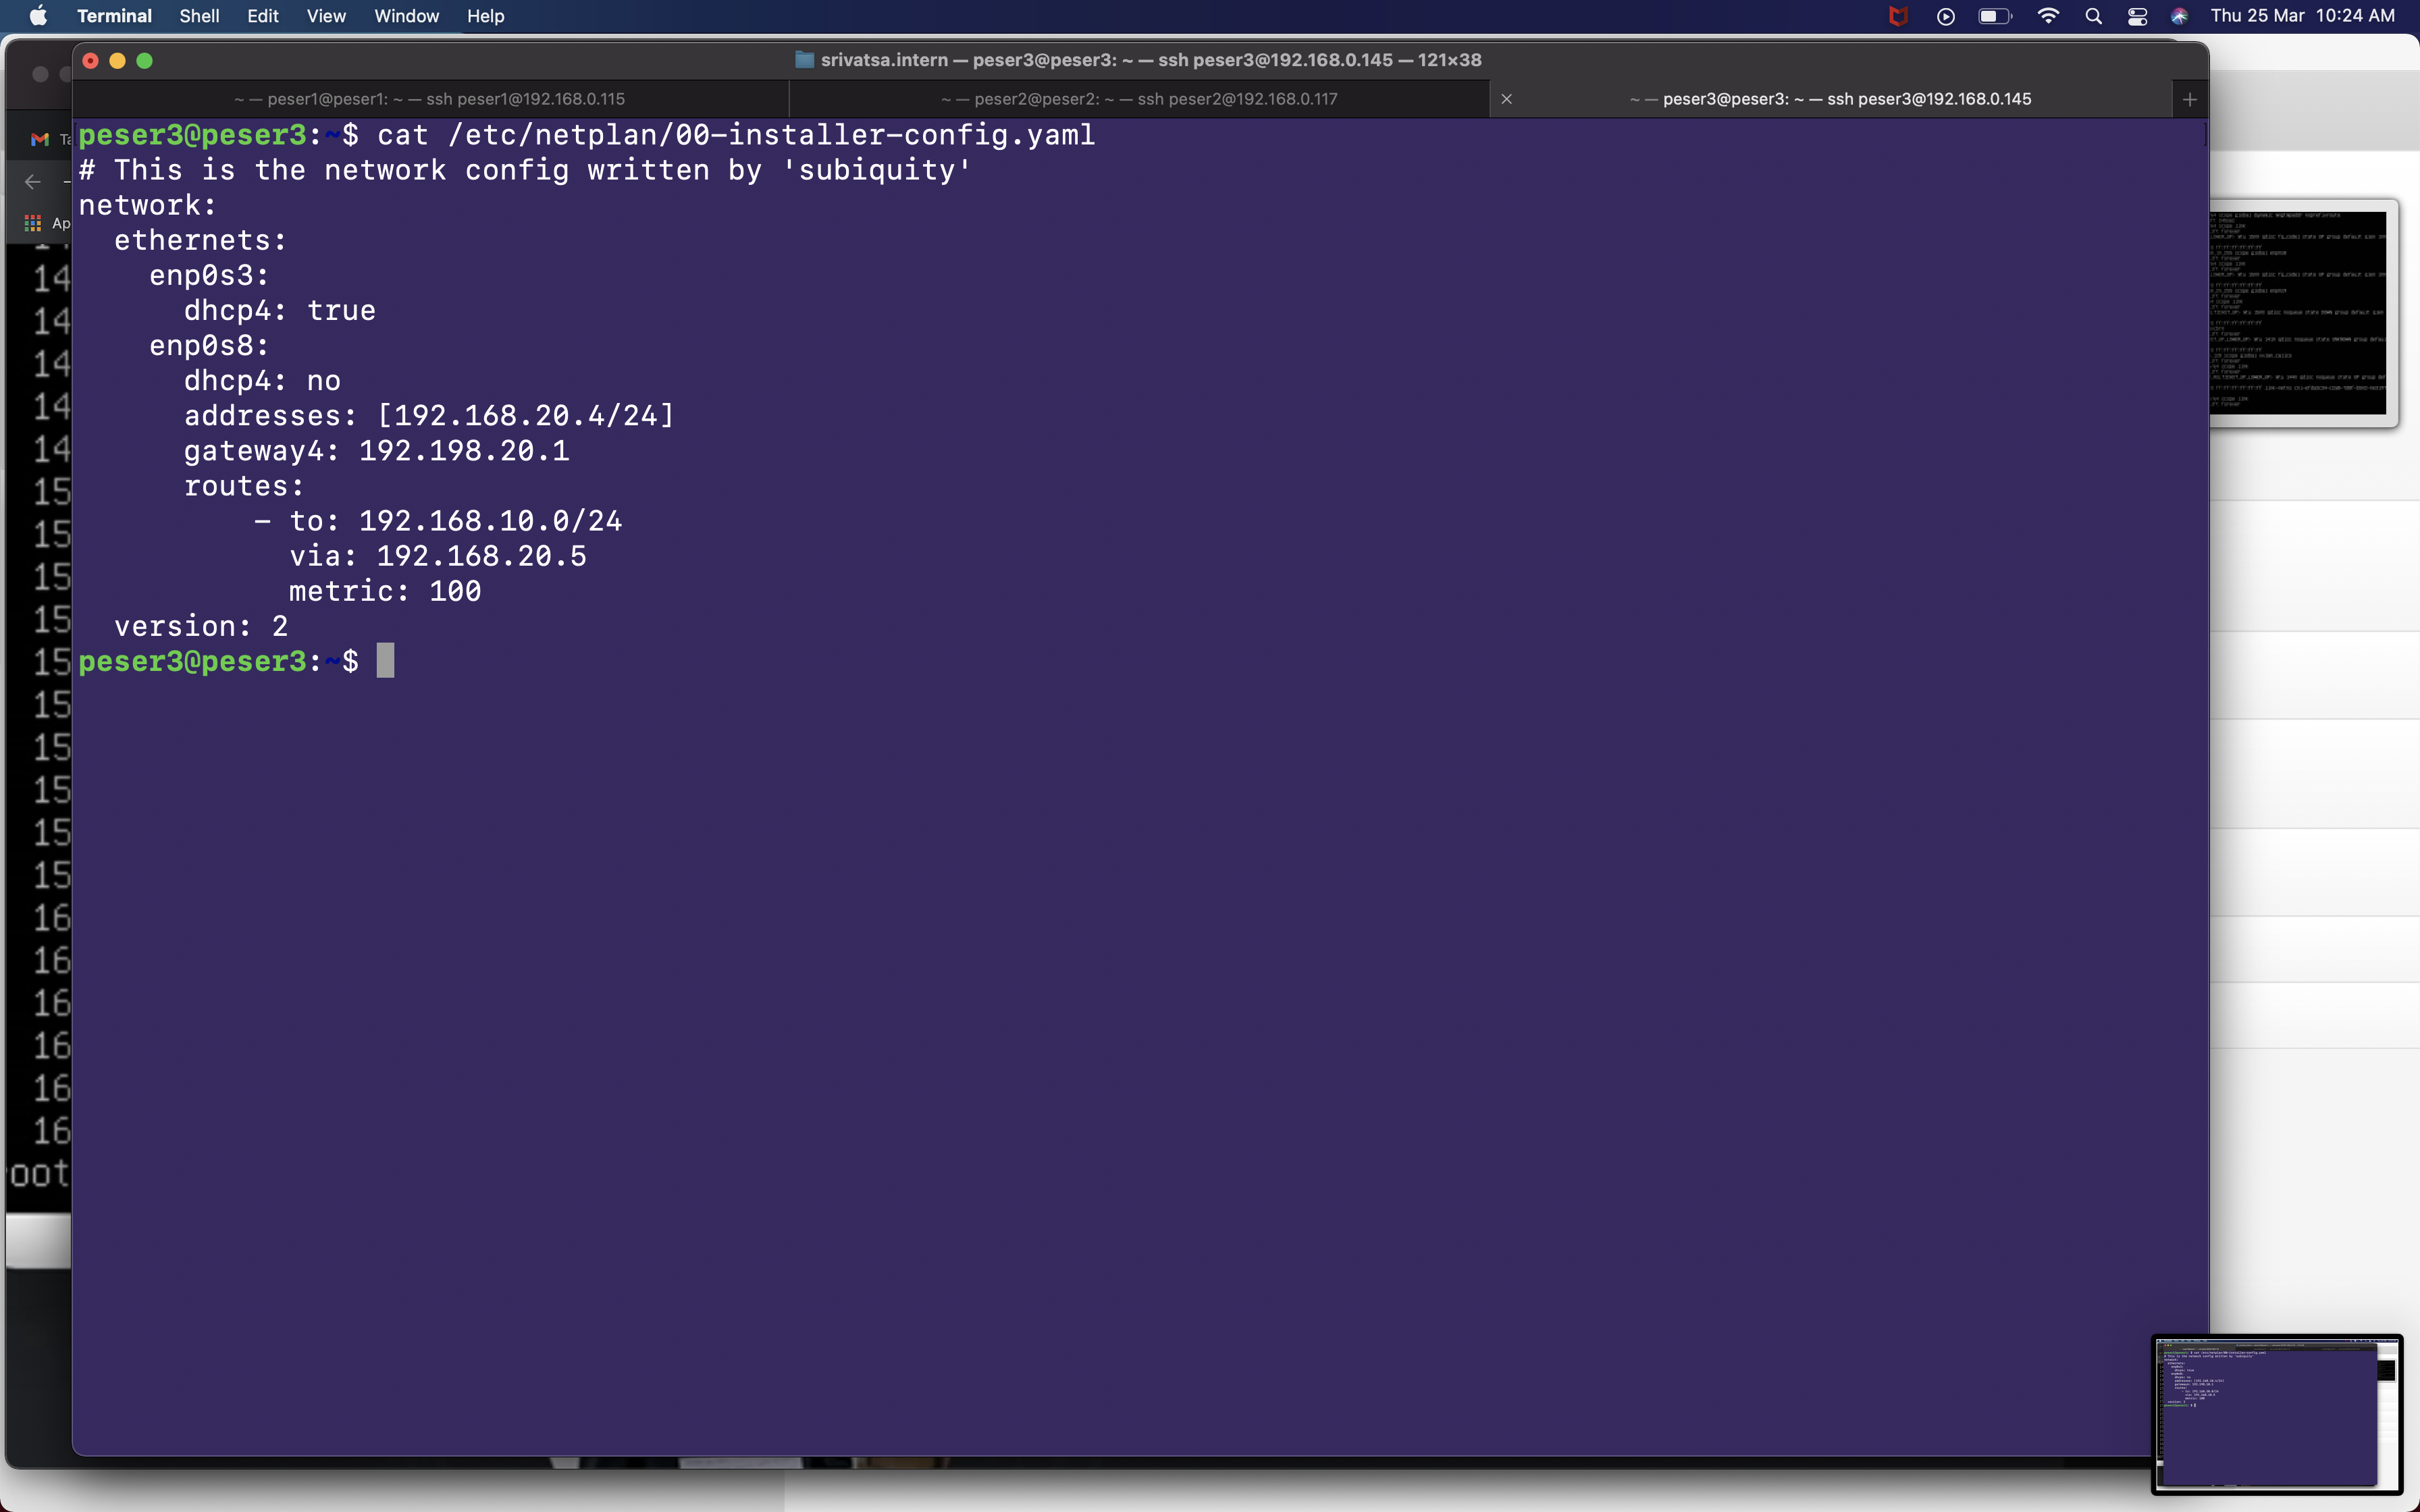 Terminal Shell Edit View Window Help Thu 25 Mar 10:24 AM
srivatsa.intern — peser3@peser3: ~ — ssh peser3@192.168.0.145 — 121×38
~ — peser1@peser1: ~ — ssh peser1@192.168.0.115 ~ — peser2@peser2: ~ — ssh peser2@192.168.0.117 ~ — peser3@peser3: ~ — ssh peser3@192.168.0.145
peser3@peser3:~$ cat /etc/netplan/00-installer-config.yaml
# This is the network config written by 'subiquity'
network:
  ethernets:
    enp0s3:
      dhcp4: true
    enp0s8:
      dhcp4: no
      addresses: [192.168.20.4/24]
      gateway4: 192.198.20.1
      routes:
          - to: 192.168.10.0/24
            via: 192.168.20.5
            metric: 100
  version: 2
peser3@peser3:~$
14
14
14
14
14
15
15
15
15
15
15
15
15
15
15
16
16
16
16
16
16